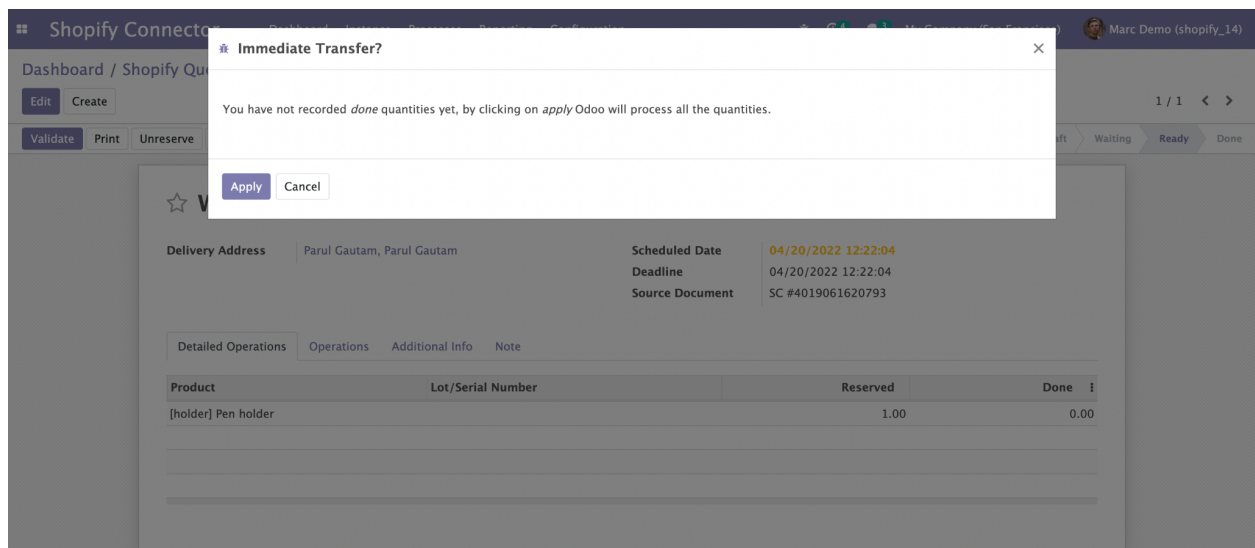 Shopify Connector
Marc Demo (shopify_14)
Immediate Transfer?
Dashboard / Shopify Qu
Edit Create
1 / 1
You have not recorded done quantities yet, by clicking on apply Odoo will process all the quantities.
Validate Print Unreserve
Waiting Ready Done
Apply Cancel
Delivery Address Parul Gautam, Parul Gautam
Scheduled Date 04/20/2022 12:22:04
Deadline 04/20/2022 12:22:04
Source Document SC #4019061620793
Detailed Operations Operations Additional Info Note
Product Lot/Serial Number Reserved Done
[holder] Pen holder 1.00 0.00